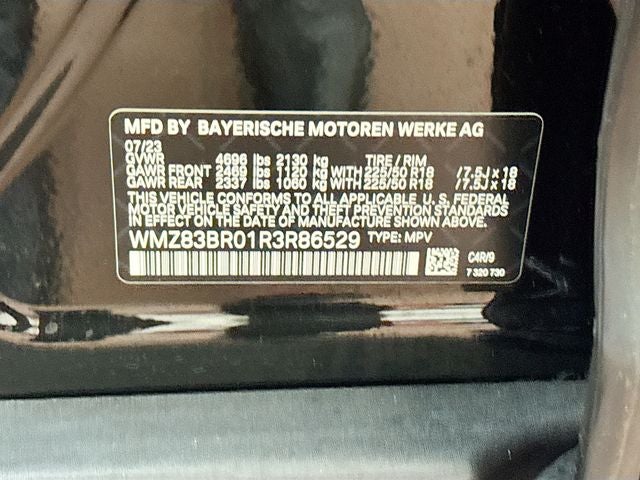 MFD BY BAYERISCHE MOTOREN WERKE AG
07/23
GVWR 4696 lbs 2130 kg TIRE / RIM
GAWR FRONT 2469 lbs 1120 kg WITH 225/50 R18 /7.5J x 18
GAWR REAR 2337 lbs 1060 kg WITH 225/50 R18 /7.5J x 18
THIS VEHICLE CONFORMS TO ALL APPLICABLE U. S. FEDERAL
MOTOR VEHICLE SAFETY AND THEFT PREVENTION STANDARDS
IN EFFECT ON THE DATE OF MANUFACTURE SHOWN ABOVE.
WMZ83BR01R3R86529 TYPE: MPV
C4R/9
7 320 730